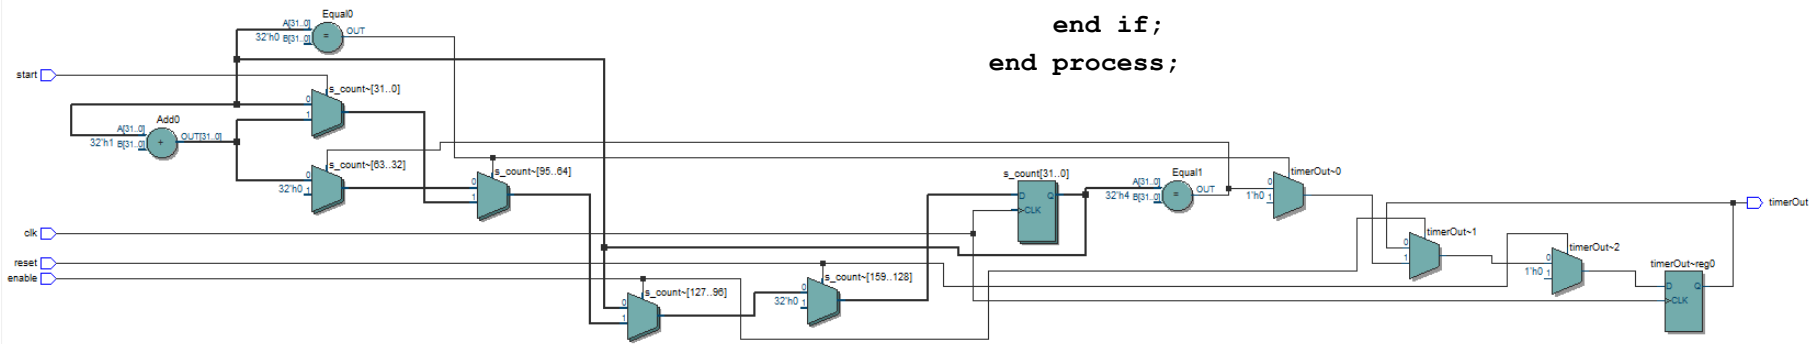 end if;
end process;
Equal0
A[31..0]
32'h0 B[31..0]
OUT
=
start
s_count~[31..0]
0
1
Add0
A[31..0]
32'h1 B[31..0]
OUT[31..0]
+
s_count~[63..32]
0
32'h0 1
s_count~[95..64]
0
1
s_count[31..0]
D Q
>CLK
Equal1
A[31..0]
32'h4 B[31..0]
OUT
=
timerOut~0
0
1'h0 1
timerOut
clk
timerOut~1
0
1
timerOut~2
0
1'h0 1
reset
enable
s_count~[127..96]
0
1
s_count~[159..128]
0
32'h0 1
timerOut~reg0
D Q
>CLK